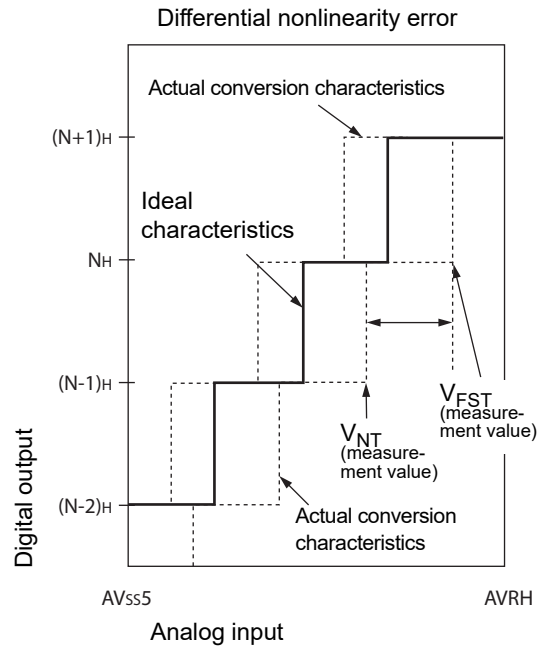 Differential nonlinearity error
Actual conversion characteristics
(N+1)H
Ideal
characteristics
NH
(N-1)H
VFST
(measure-
ment value)
VNT
(measure-
ment value)
(N-2)H
Actual conversion
characteristics
Digital output
AVSS5
AVRH
Analog input